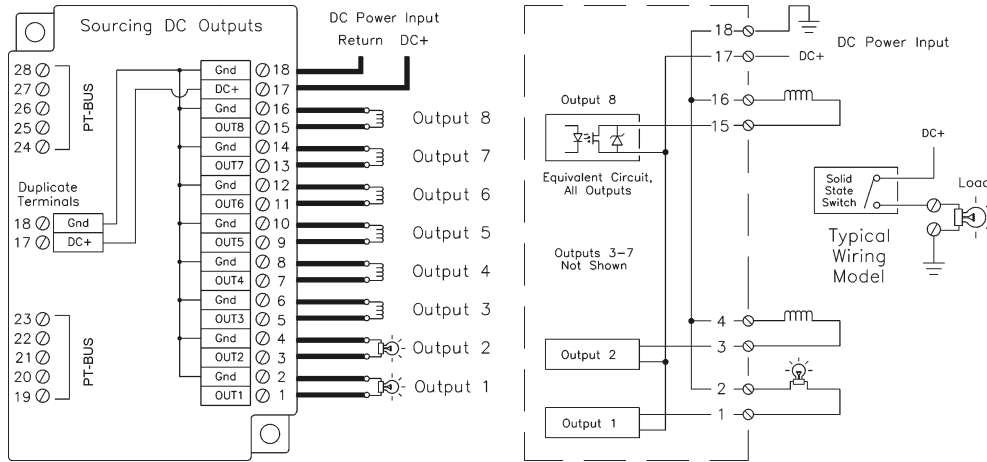 Sourcing DC Outputs
DC Power Input
Return DC+
28
27
26
25
24
PT-BUS
Duplicate
Terminals
18 Gnd
17 DC+
23
22
21
20
19
PT-BUS
Gnd 18
DC+ 17
Gnd 16
OUT8 15
Output 8
Gnd 14
OUT7 13
Output 7
Gnd 12
OUT6 11
Output 6
Gnd 10
OUT5 9
Output 5
Gnd 8
OUT4 7
Output 4
Gnd 6
OUT3 5
Output 3
Gnd 4
OUT2 3
Output 2
Gnd 2
OUT1 1
Output 1
18
17 DC+
DC Power Input
16
15
Output 8
Equivalent Circuit,
All Outputs
Outputs 3-7
Not Shown
4
3
Output 2
2
1
Output 1
DC+
Solid
State
Switch
Load
Typical
Wiring
Model